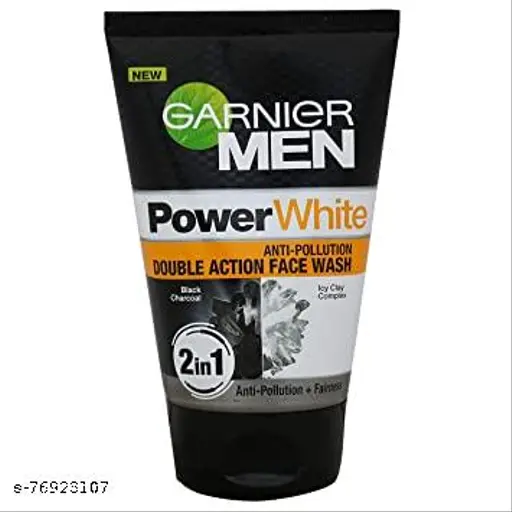 NEW
GARNIER
MEN
PowerWhite
ANTI-POLLUTION
DOUBLE ACTION FACE WASH
Black
Charcoal
Icy Clay
Complex
2in1
Anti-Pollution + Fairness
s-76923107